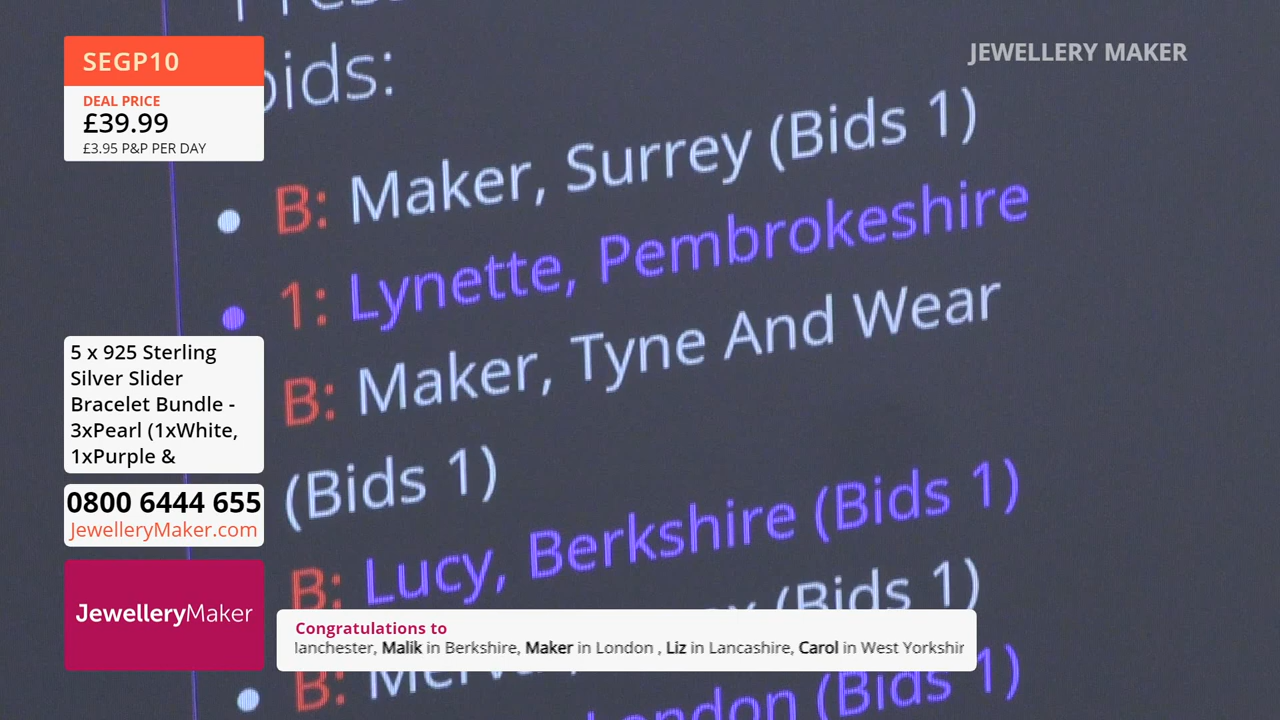 SEGP10
DEAL PRICE
£39.99
£3.95 P&P PER DAY
JEWELLERY MAKER
bids:
B: Maker, Surrey (Bids 1)
1: Lynette, Pembrokeshire
B: Maker, Tyne And Wear
(Bids 1)
B: Lucy, Berkshire (Bids 1)
(Bids 1)
B:
London (Bids 1)
5 x 925 Sterling
Silver Slider
Bracelet Bundle -
3xPearl (1xWhite,
1xPurple &
0800 6444 655
JewelleryMaker.com
JewelleryMaker
Congratulations to
Malik in Berkshire, Maker in London , Liz in Lancashire, Carol in West Yorkshir